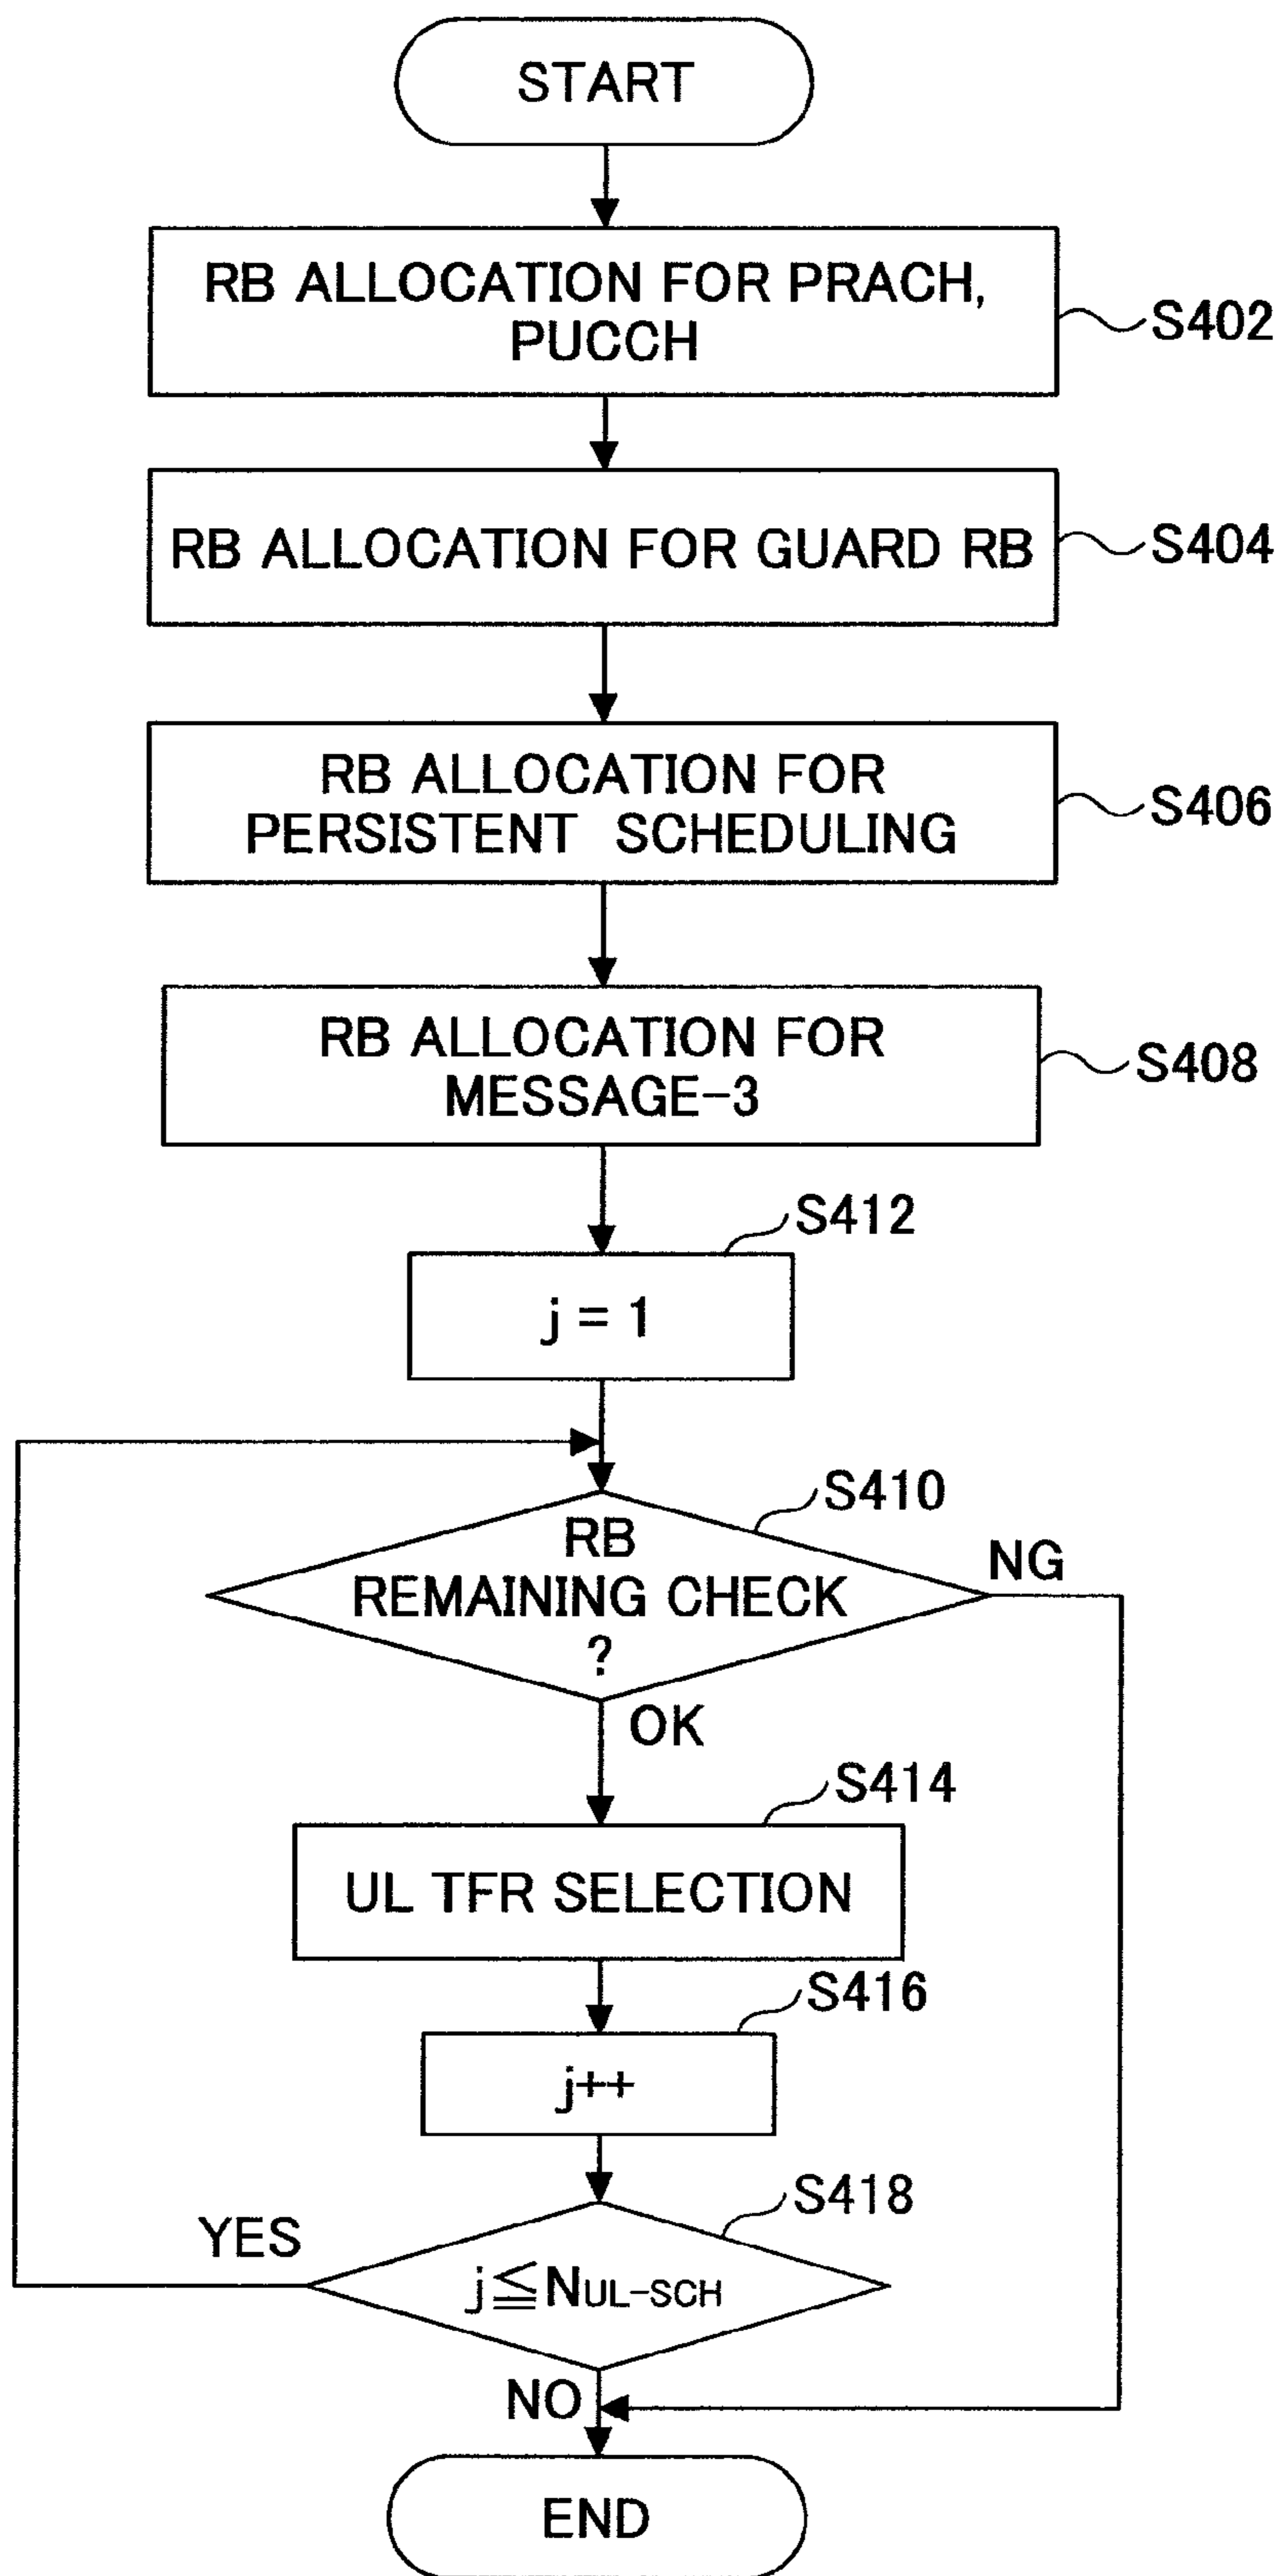 START
RB ALLOCATION FOR PRACH,
PUCCH
S402
RB ALLOCATION FOR GUARD RB
S404
RB ALLOCATION FOR
PERSISTENT SCHEDULING
S406
RB ALLOCATION FOR
MESSAGE-3
S408
S412
j = 1
S410
RB
REMAINING CHECK
?
NG
OK
S414
UL TFR SELECTION
S416
j++
S418
YES
j≦NUL-SCH
NO
END